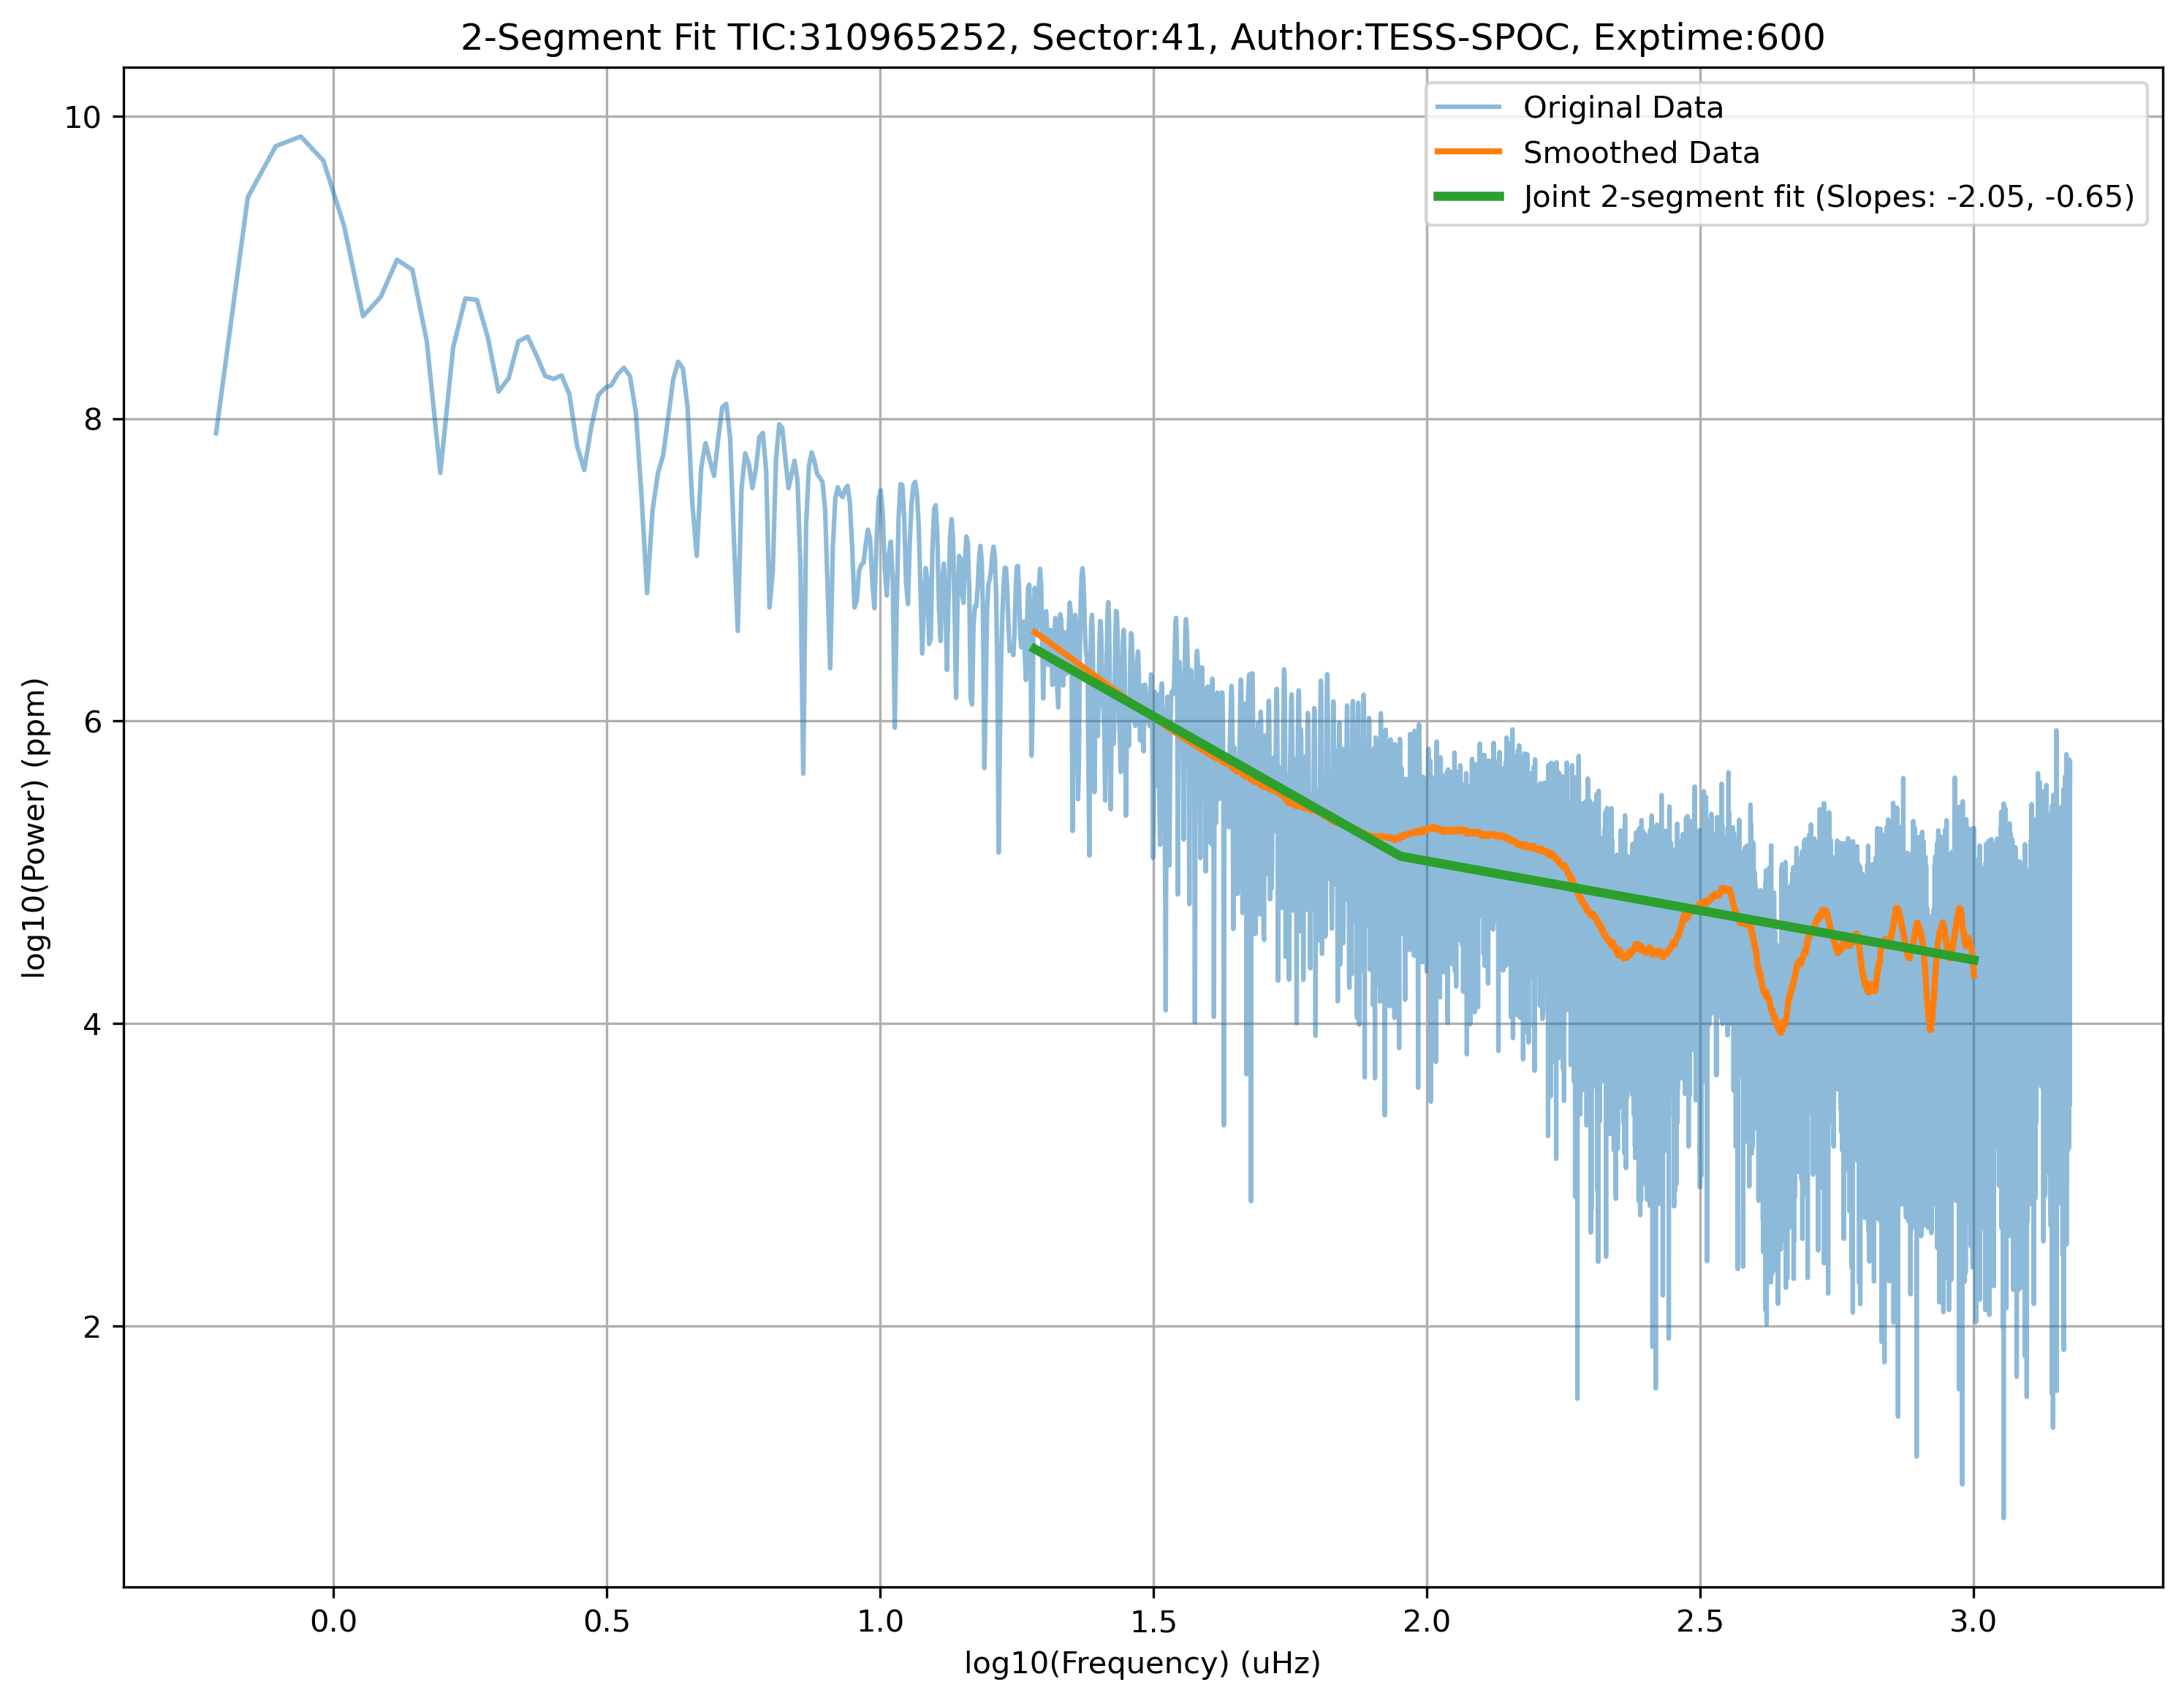 2-Segment Fit TIC:310965252, Sector:41, Author:TESS-SPOC, Exptime:600
Original Data
Smoothed Data
Joint 2-segment fit (Slopes: -2.05, -0.65)
log10(Power) (ppm)
10
8
6
4
2
0.0 0.5 1.0 1.5 2.0 2.5 3.0
log10(Frequency) (uHz)